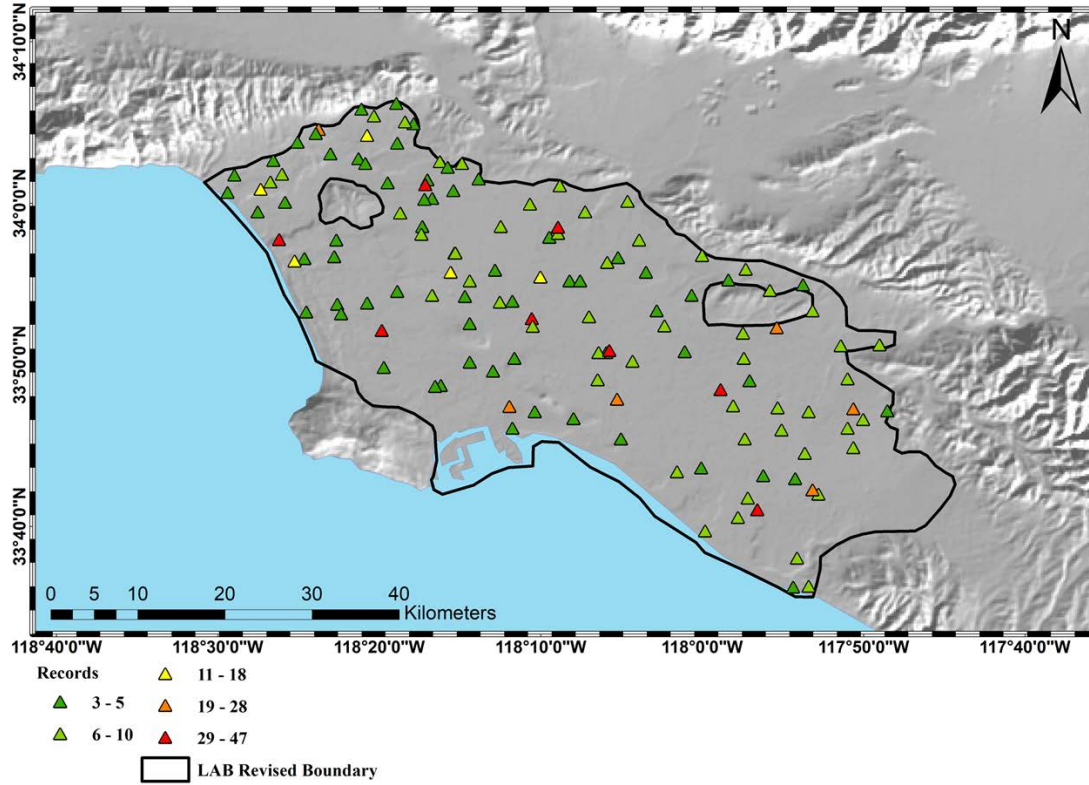 34°10'0"N
34°0'0"N
33°50'0"N
33°40'0"N
N
0 5 10 20 30 40
Kilometers
118°40'0"W 118°30'0"W 118°20'0"W 118°10'0"W 118°0'0"W 117°50'0"W 117°40'0"W
Records
3 - 5
6 - 10
11 - 18
19 - 28
29 - 47
LAB Revised Boundary